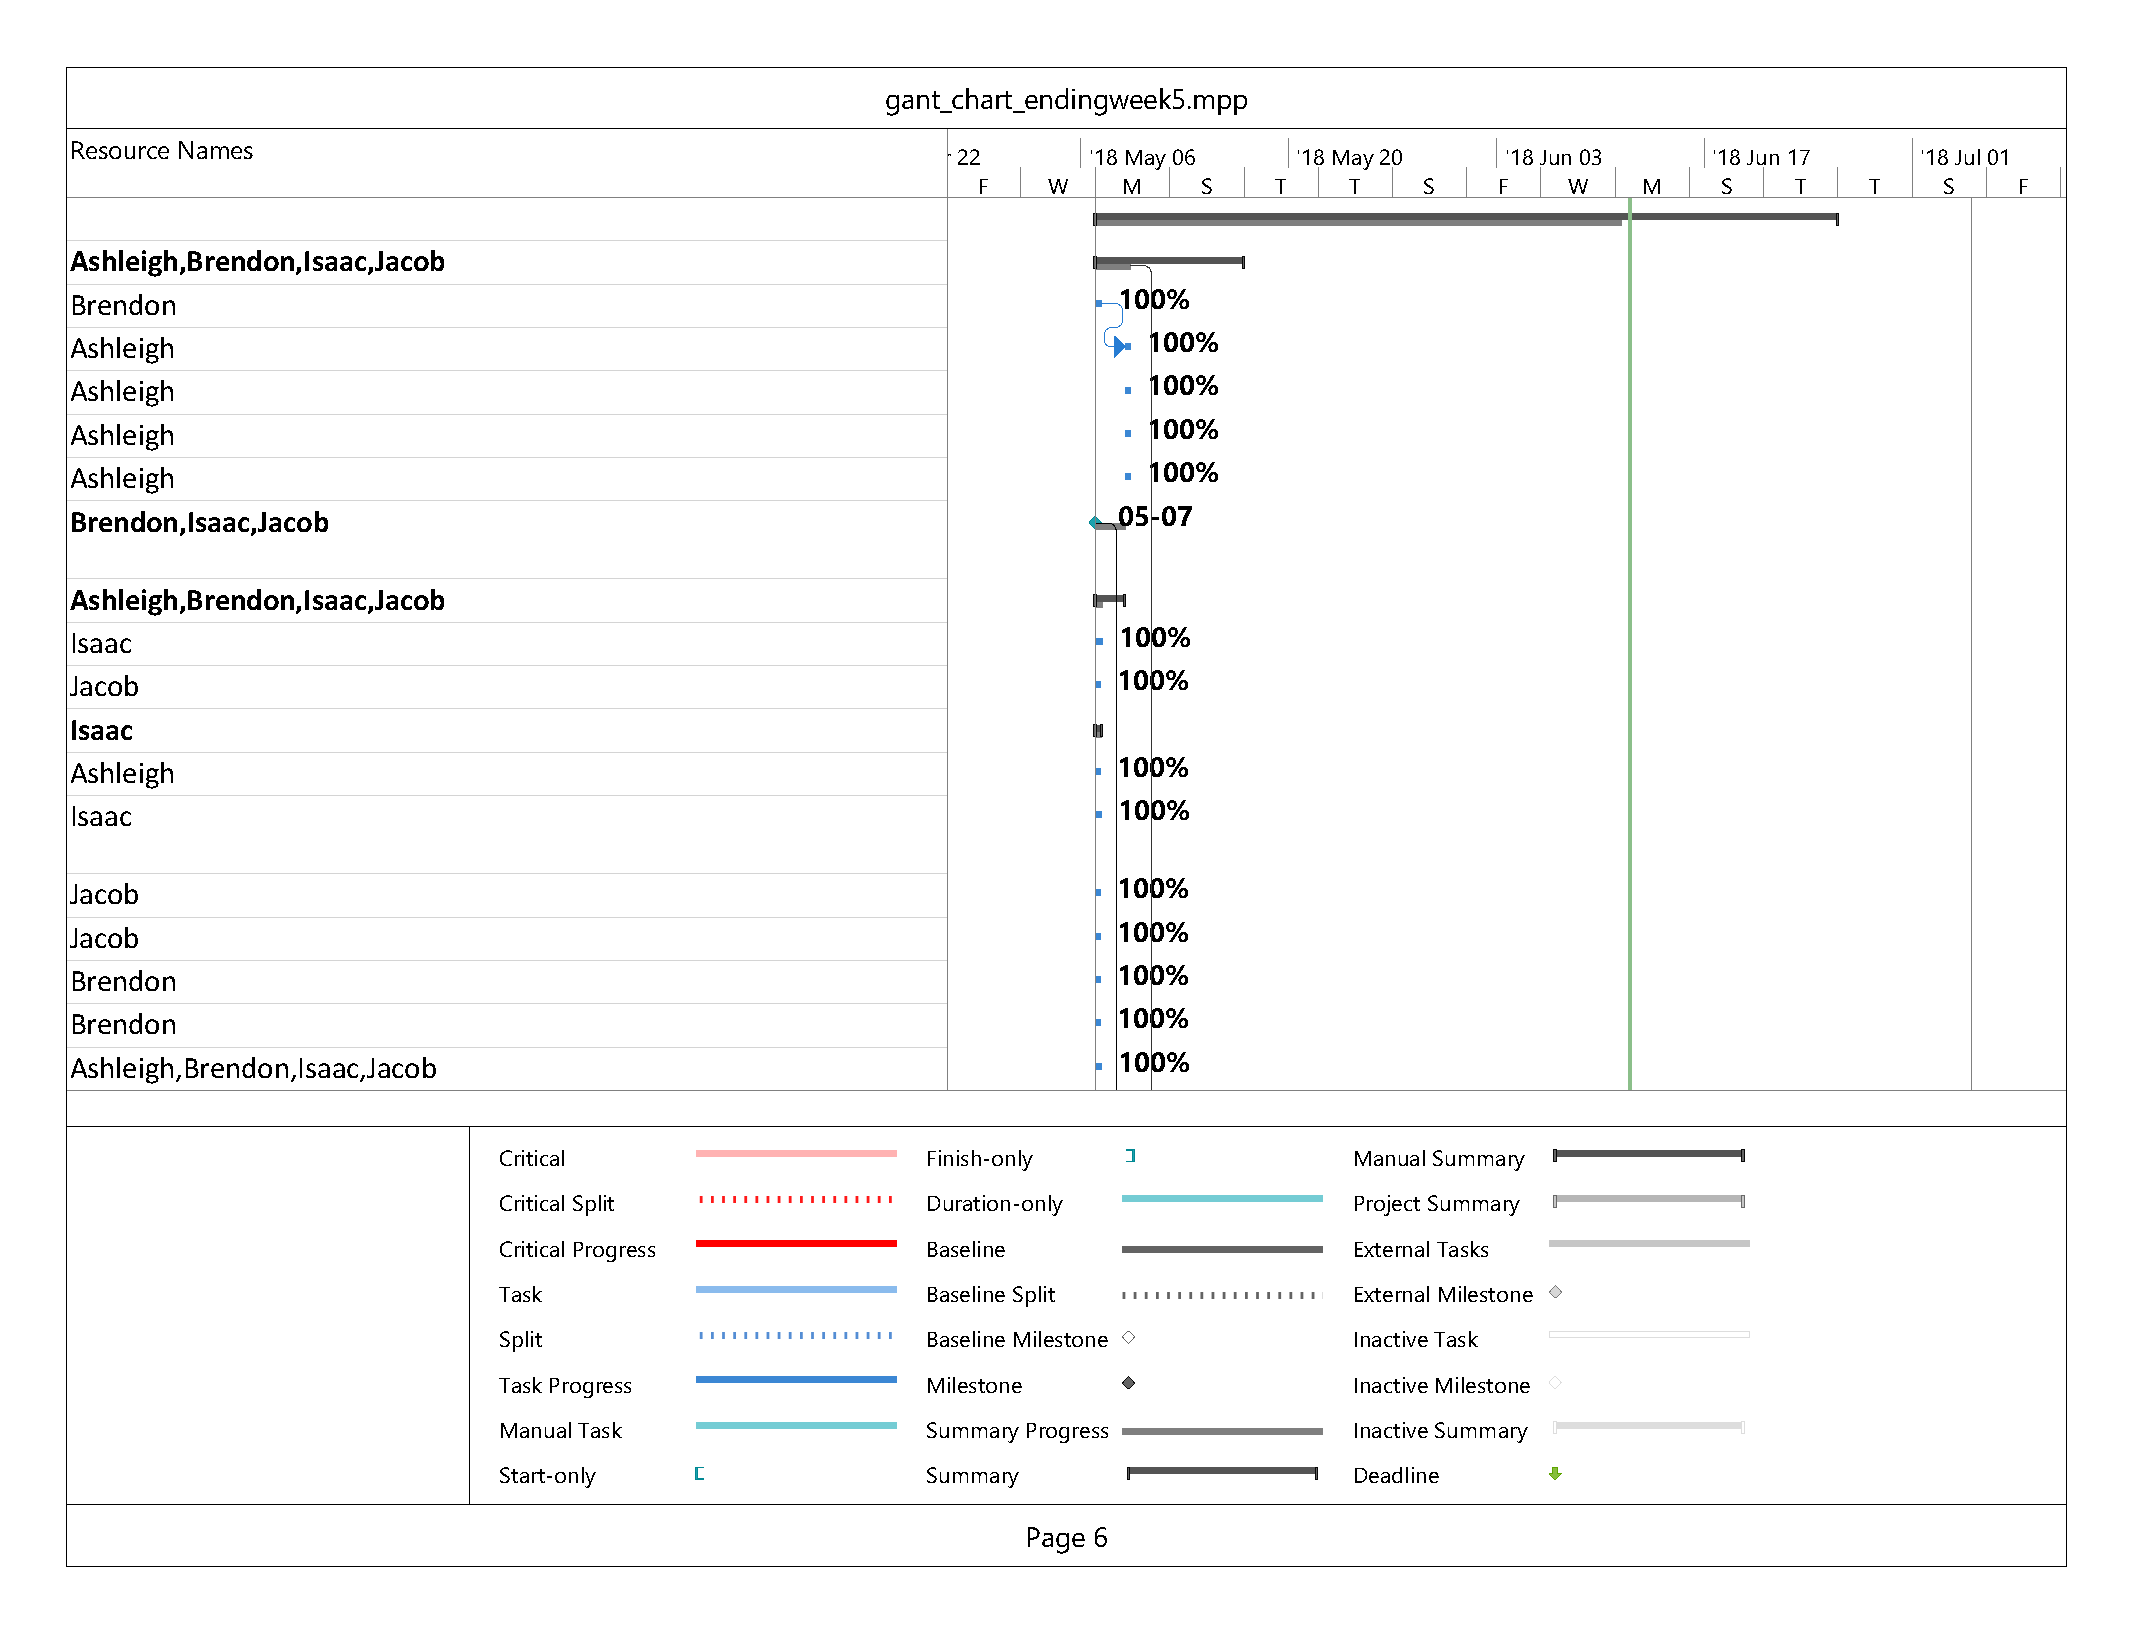 gant_chart_endingweek5.mpp
Resource Names
r 22 '18 May 06 '18 May 20 '18 Jun 03 '18 Jun 17 '18 Jul 01
F W M S T T S F W M S T T S F
Ashleigh,Brendon,Isaac,Jacob
Brendon 100%
Ashleigh 100%
Ashleigh 100%
Ashleigh 100%
Ashleigh 100%
Brendon,Isaac,Jacob 05-07
Ashleigh,Brendon,Isaac,Jacob
Isaac 100%
Jacob 100%
Isaac
Ashleigh 100%
Isaac 100%
Jacob 100%
Jacob 100%
Brendon 100%
Brendon 100%
Ashleigh,Brendon,Isaac,Jacob 100%
Critical Finish-only Manual Summary
Critical Split Duration-only Project Summary
Critical Progress Baseline External Tasks
Task Baseline Split External Milestone
Split Baseline Milestone Inactive Task
Task Progress Milestone Inactive Milestone
Manual Task Summary Progress Inactive Summary
Start-only Summary Deadline
Page 6